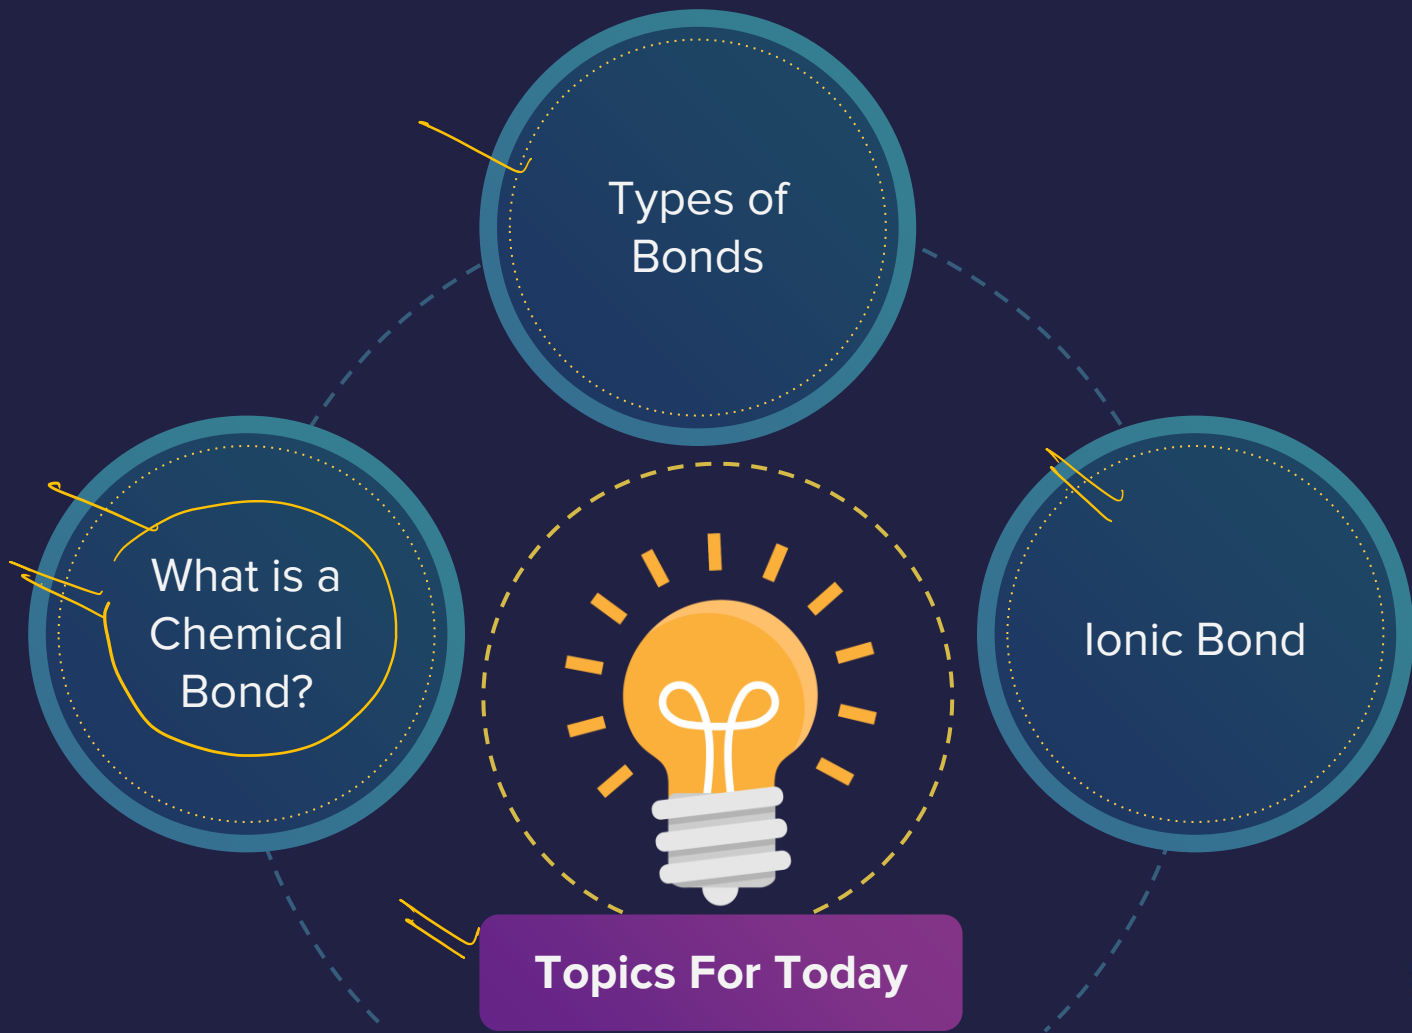 Types of
Bonds
What is a
Chemical
Bond?
Ionic Bond
Topics For Today